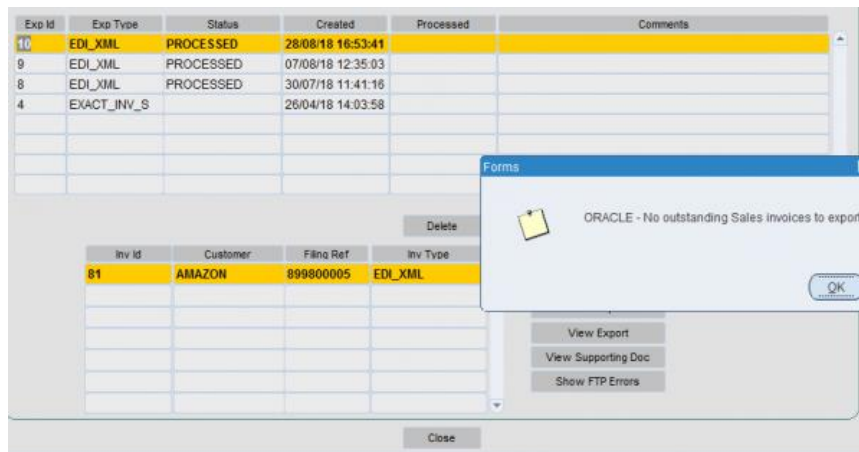 Exp Id Exp Type Status Created Processed Comments
10 EDI_XML PROCESSED 28/08/18 16:53:41
9 EDI_XML PROCESSED 07/08/18 12:35:03
8 EDI_XML PROCESSED 30/07/18 11:41:16
4 EXACT_INV_S 26/04/18 14:03:58
Forms
ORACLE - No outstanding Sales invoices to export
OK
Delete
Inv Id Customer Filing Ref Inv Type
81 AMAZON 899800005 EDI_XML
View Export
View Supporting Doc
Show FTP Errors
Close